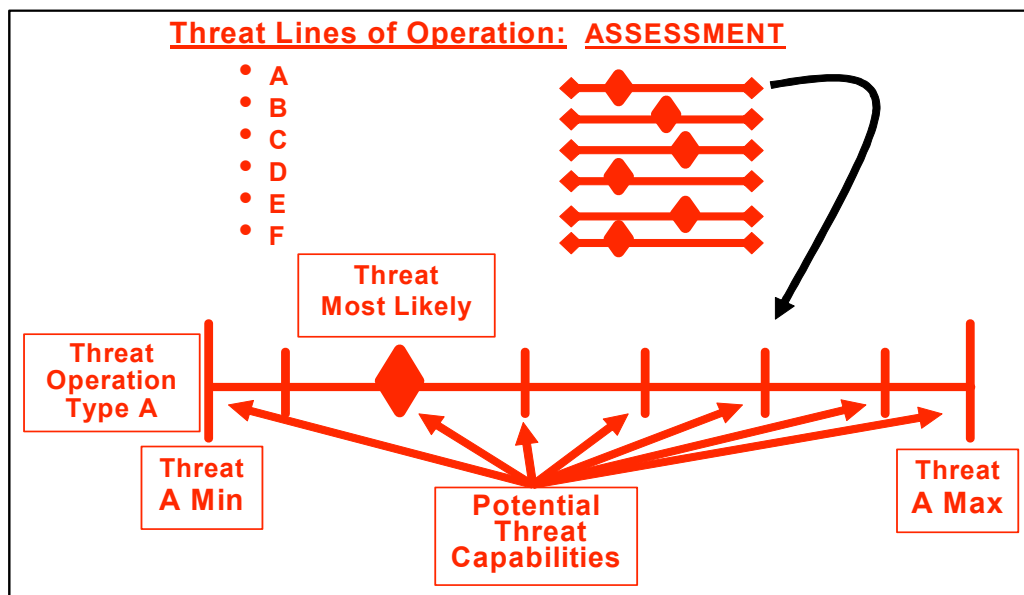 Threat Lines of Operation: ASSESSMENT
• A
• B
• C
• D
• E
• F
Threat
Most Likely
Threat
Operation
Type A
Threat
A Min
Potential
Threat
Capabilities
Threat
A Max